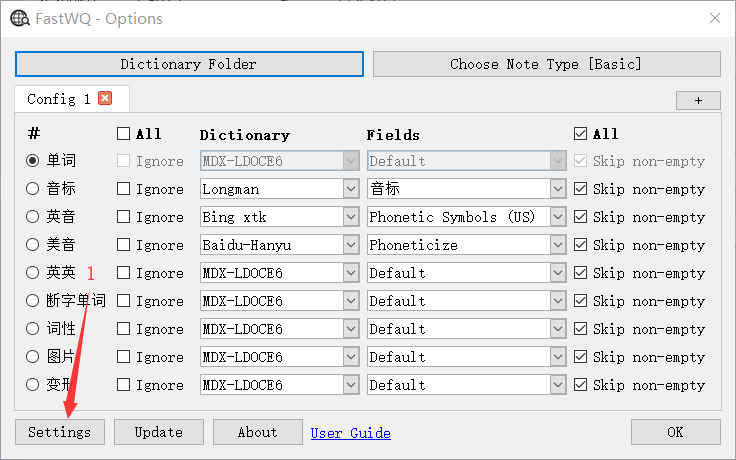 FastWQ - Options
Dictionary Folder Choose Note Type [Basic]
Config 1 +
# All Dictionary Fields All
单词 Ignore MDX-LDOCE6 Default Skip non-empty
音标 Ignore Longman 音标 Skip non-empty
英音 Ignore Bing xtk Phonetic Symbols (US) Skip non-empty
美音 Ignore Baidu-Hanyu Phoneticize Skip non-empty
英英 1 Ignore MDX-LDOCE6 Default Skip non-empty
断字单词 Ignore MDX-LDOCE6 Default Skip non-empty
词性 Ignore MDX-LDOCE6 Default Skip non-empty
图片 Ignore MDX-LDOCE6 Default Skip non-empty
变形 Ignore MDX-LDOCE6 Default Skip non-empty
Settings Update About User Guide OK